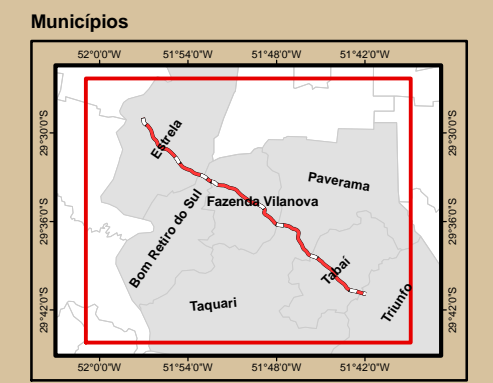 Municípios
52°0'0"W 51°54'0"W 51°48'0"W 51°42'0"W
29°30'0"S
29°30'0"S
Estrela
Paverama
Fazenda Vilanova
Bom Retiro do Sul
29°36'0"S
29°36'0"S
Tabaí
Taquari
Triunfo
29°42'0"S
29°42'0"S
52°0'0"W 51°54'0"W 51°48'0"W 51°42'0"W